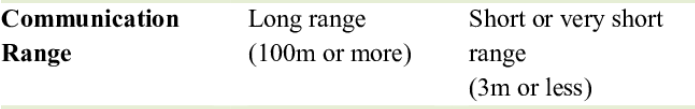 Communication Long range Short or very short
Range (100m or more) range
(3m or less)